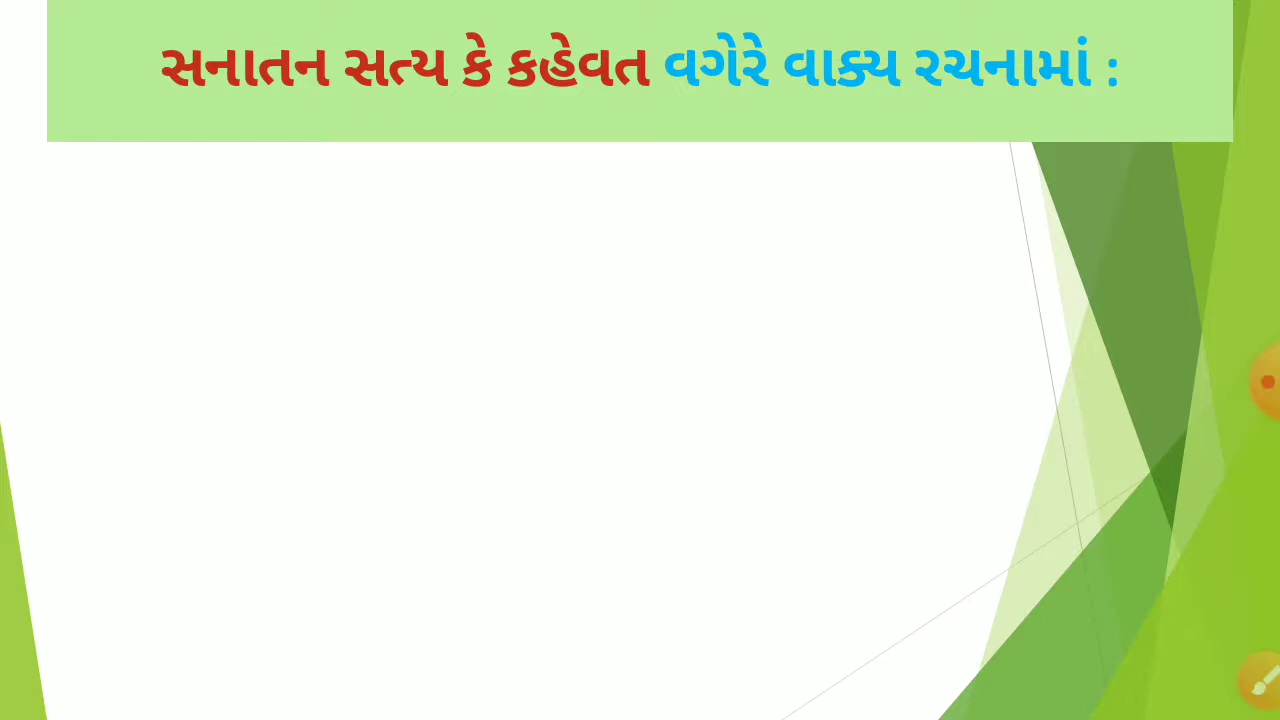 સનાતન સત્ય કે કહેવત વગેરે વાક્ય રચનામાં :